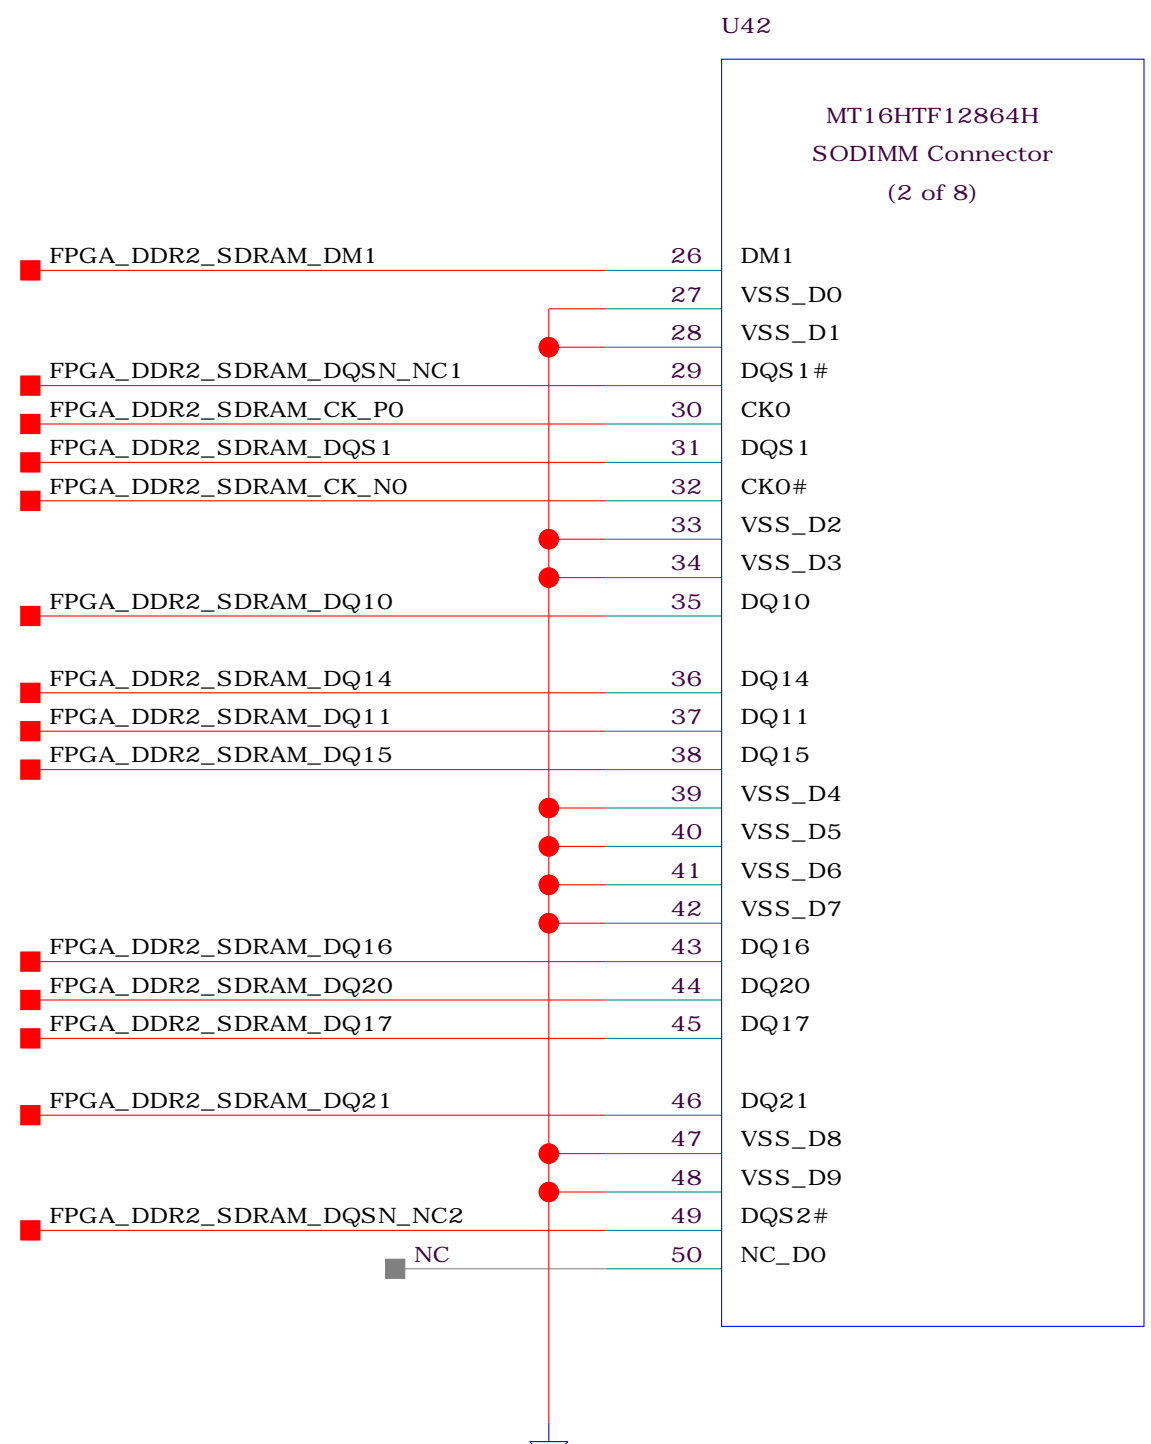 U42
MT16HTF12864H
SODIMM Connector
(2 of 8)
FPGA_DDR2_SDRAM_DM1 26 DM1
27 VSS_D0
28 VSS_D1
FPGA_DDR2_SDRAM_DQSN_NC1 29 DQS1#
FPGA_DDR2_SDRAM_CK_P0 30 CK0
FPGA_DDR2_SDRAM_DQS1 31 DQS1
FPGA_DDR2_SDRAM_CK_N0 32 CK0#
33 VSS_D2
34 VSS_D3
FPGA_DDR2_SDRAM_DQ10 35 DQ10
FPGA_DDR2_SDRAM_DQ14 36 DQ14
FPGA_DDR2_SDRAM_DQ11 37 DQ11
FPGA_DDR2_SDRAM_DQ15 38 DQ15
39 VSS_D4
40 VSS_D5
41 VSS_D6
42 VSS_D7
FPGA_DDR2_SDRAM_DQ16 43 DQ16
FPGA_DDR2_SDRAM_DQ20 44 DQ20
FPGA_DDR2_SDRAM_DQ17 45 DQ17
FPGA_DDR2_SDRAM_DQ21 46 DQ21
47 VSS_D8
48 VSS_D9
FPGA_DDR2_SDRAM_DQSN_NC2 49 DQS2#
NC 50 NC_D0